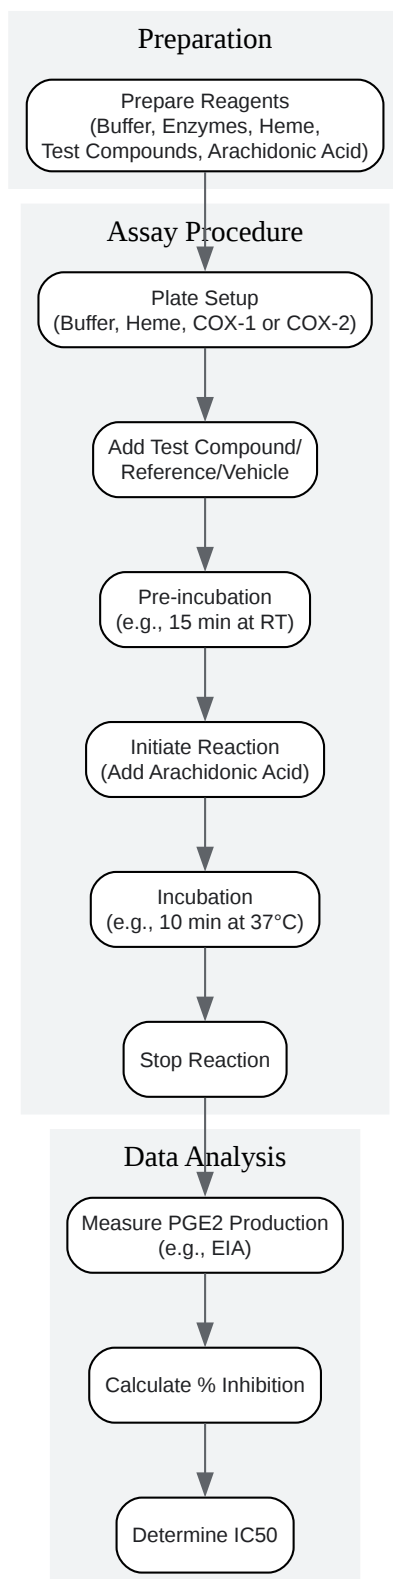 Preparation
Prepare Reagents
(Buffer, Enzymes, Heme,
Test Compounds, Arachidonic Acid)
Assay Procedure
Plate Setup
(Buffer, Heme, COX-1 or COX-2)
Add Test Compound/
Reference/Vehicle
Pre-incubation
(e.g., 15 min at RT)
Initiate Reaction
(Add Arachidonic Acid)
Incubation
(e.g., 10 min at 37°C)
Stop Reaction
Data Analysis
Measure PGE2 Production
(e.g., EIA)
Calculate % Inhibition
Determine IC50